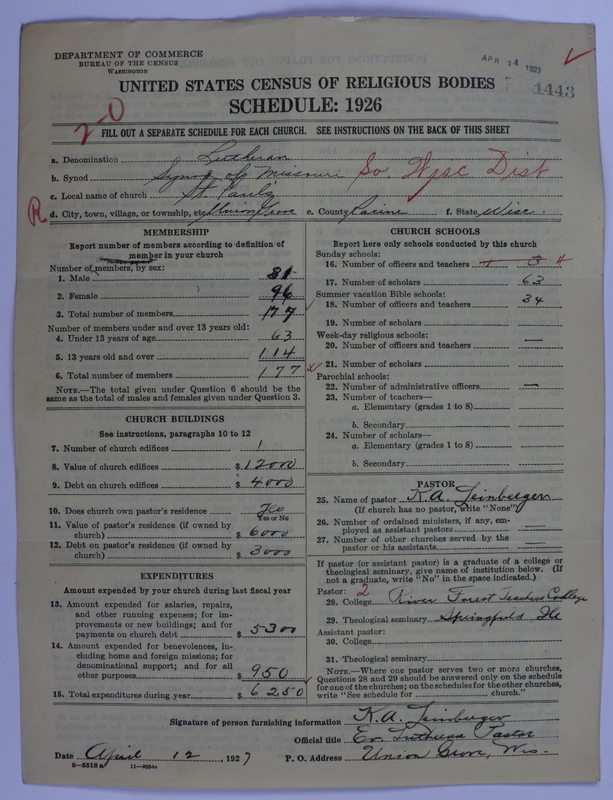 DEPARTMENT OF COMMERCE
BUREAU OF THE CENSUS
WASHINGTON
APR 14 1927
1443
UNITED STATES CENSUS OF RELIGIOUS BODIES
SCHEDULE: 1926
2-0
FILL OUT A SEPARATE SCHEDULE FOR EACH CHURCH. SEE INSTRUCTIONS ON THE BACK OF THIS SHEET
a. Denomination Lutheran
b. Synod Synod of Missouri So. Wisc Dist
c. Local name of church St. Paul's
R d. City, town, village, or township, etc. Union Grove e. County Racine f. State Wisc.
MEMBERSHIP
Report number of members according to definition of member in your church
Number of members, by sex:
1. Male 81
2. Female 96
3. Total number of members 177
Number of members under and over 13 years old:
4. Under 13 years of age 63
5. 13 years old and over 114
6. Total number of members 177
NOTE.—The total given under Question 6 should be the same as the total of males and females given under Question 3.
CHURCH BUILDINGS
See instructions, paragraphs 10 to 12
7. Number of church edifices 1
8. Value of church edifices $12000
9. Debt on church edifices $4000
10. Does church own pastor's residence?
Yes or No
11. Value of pastor's residence (if owned by church) $6000
12. Debt on pastor's residence (if owned by church) $3000
EXPENDITURES
Amount expended by your church during last fiscal year
13. Amount expended for salaries, repairs, and other running expenses; for improvements or new buildings; and for payments on church debt $5300
14. Amount expended for benevolences, including home and foreign missions; for denominational support; and for all other purposes $950
15. Total expenditures during year $6250
CHURCH SCHOOLS
Report here only schools conducted by this church
Sunday schools:
16. Number of officers and teachers 3 4
17. Number of scholars 63
Summer vacation Bible schools:
18. Number of officers and teachers 34
19. Number of scholars
Week-day religious schools:
20. Number of officers and teachers —
21. Number of scholars
Parochial schools:
22. Number of administrative officers —
23. Number of teachers—
a. Elementary (grades 1 to 8)
b. Secondary
24. Number of scholars—
a. Elementary (grades 1 to 8)
b. Secondary
PASTOR
25. Name of pastor K.A. Leinberger
(If church has no pastor, write "None")
26. Number of ordained ministers, if any, employed as assistant pastors
27. Number of other churches served by the pastor or his assistants
If pastor (or assistant pastor) is a graduate of a college or theological seminary, give name of institution below. (If not a graduate, write "No" in the space indicated.)
Pastor: 2
28. College River Forest Teachers College
29. Theological seminary Springfield Ill
Assistant pastor:
30. College
31. Theological seminary
NOTE.—Where one pastor serves two or more churches, Questions 28 and 29 should be answered only on the schedule for one of the churches; on the schedules for the other churches, write "See schedule for church."
Signature of person furnishing information K.A. Leinberger
Official title Ev. Lutheran Pastor
Date April 12, 1927 P. O. Address Union Grove, Wis.
8—5518a 11—9554a